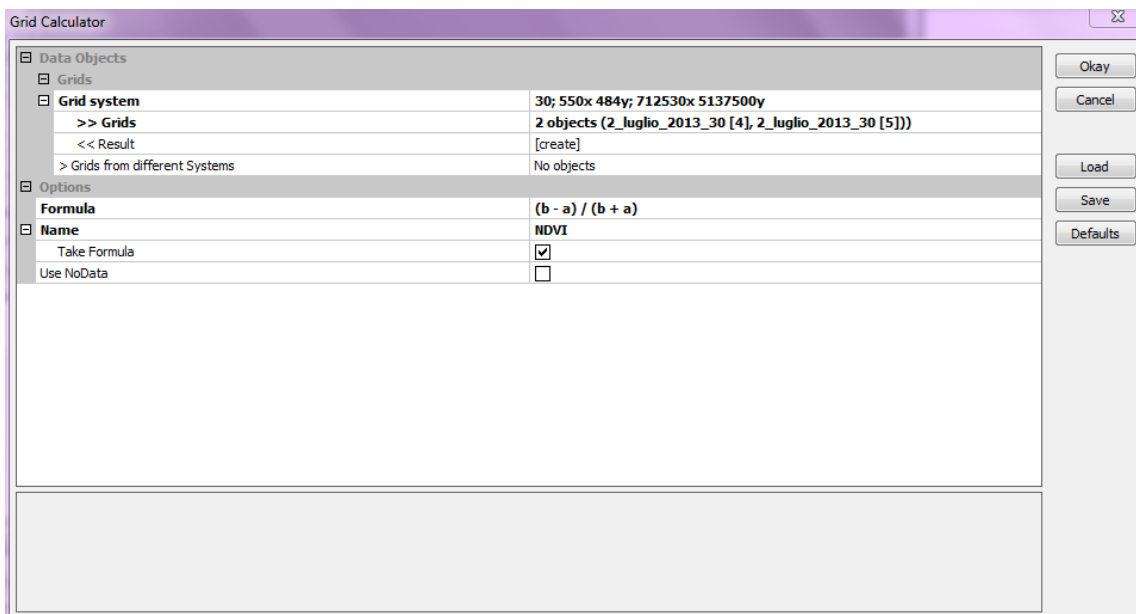 Grid Calculator
Data Objects
Grids
Grid system 30; 550x 484y; 712530x 5137500y
>> Grids 2 objects (2_luglio_2013_30 [4], 2_luglio_2013_30 [5]))
<< Result [create]
> Grids from different Systems No objects
Options
Formula (b - a) / (b + a)
Name NDVI
Take Formula
Use NoData
Okay
Cancel
Load
Save
Defaults